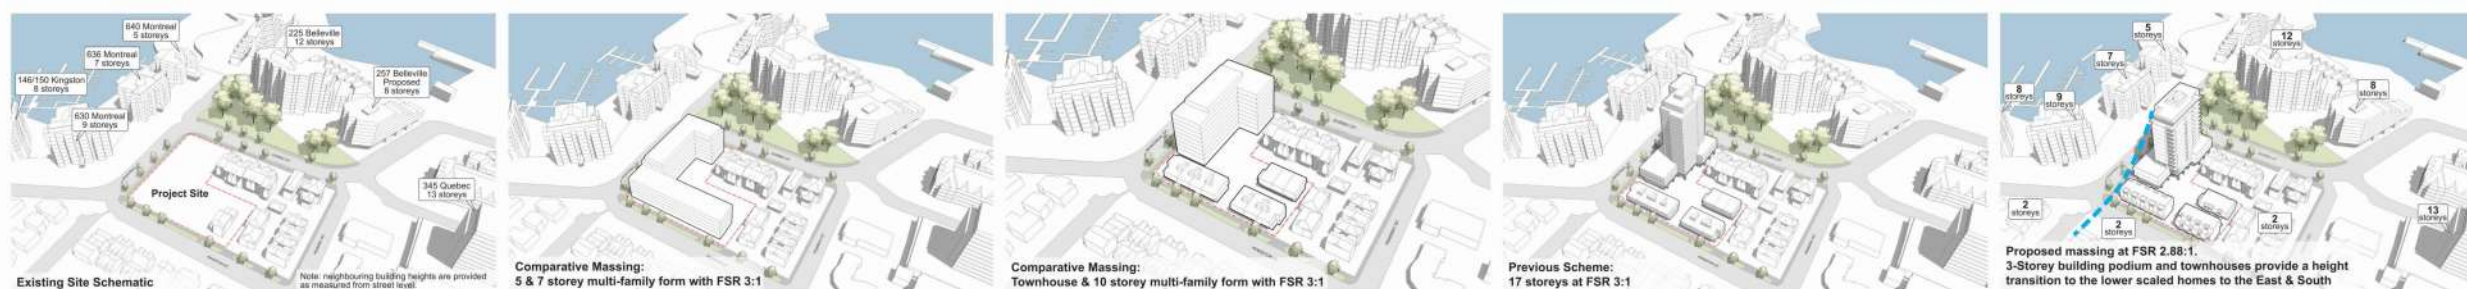 640 Montreal
5 storeys
636 Montreal
7 storeys
225 Belleville
12 storeys
146/150 Kingston
8 storeys
257 Belleville
Proposed
8 storeys
630 Montreal
9 storeys
345 Quebec
13 storeys
Project Site
Existing Site Schematic
Note: neighbouring building heights are provided
as measured from street level.
Comparative Massing:
5 & 7 storey multi-family form with FSR 3:1
Comparative Massing:
Townhouse & 10 storey multi-family form with FSR 3:1
Previous Scheme:
17 storeys at FSR 3:1
5
storeys
12
storeys
7
storeys
8
storeys
9
storeys
8
storeys
2
storeys
2
storeys
2
storeys
13
storeys
Proposed massing at FSR 2.88:1.
3-Storey building podium and townhouses provide a height
transition to the lower scaled homes to the East & South